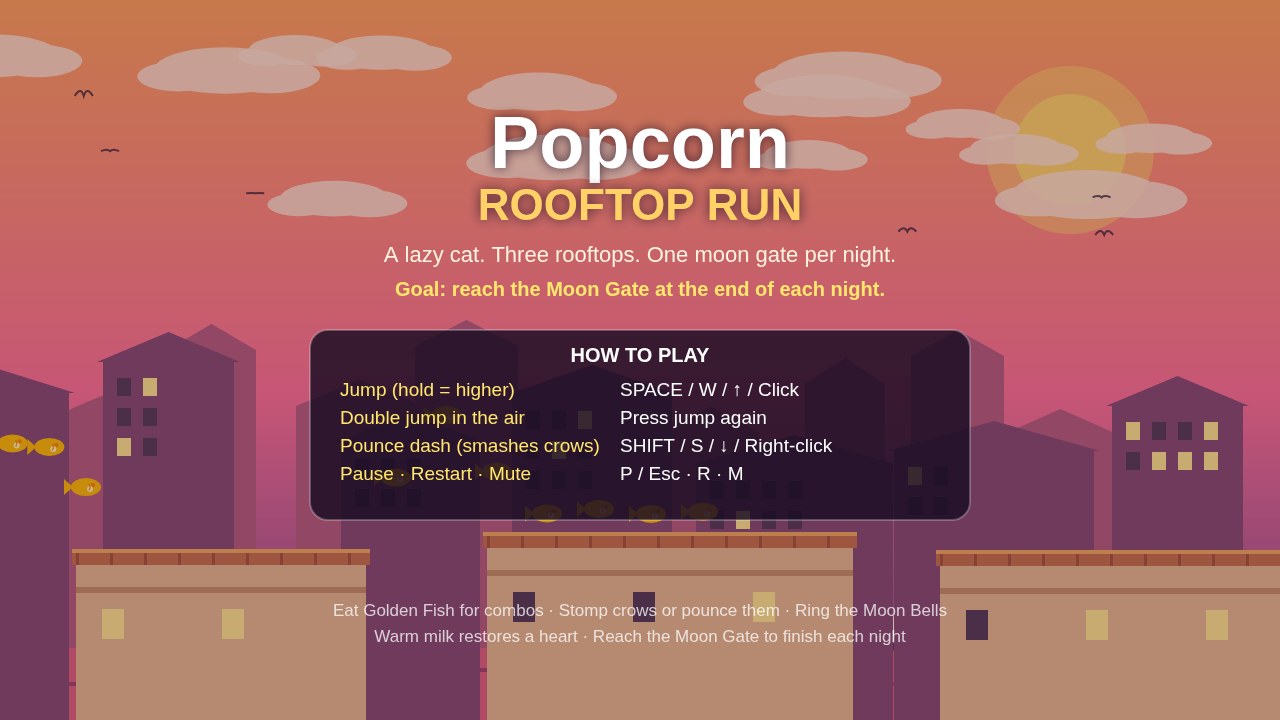 Popcorn
ROOFTOP RUN
A lazy cat. Three rooftops. One moon gate per night.
Goal: reach the Moon Gate at the end of each night.
HOW TO PLAY
Jump (hold = higher) SPACE / W / ↑ / Click
Double jump in the air Press jump again
Pounce dash (smashes crows) SHIFT / S / ↓ / Right-click
Pause · Restart · Mute P / Esc · R · M
Eat Golden Fish for combos · Stomp crows or pounce them · Ring the Moon Bells
Warm milk restores a heart · Reach the Moon Gate to finish each night